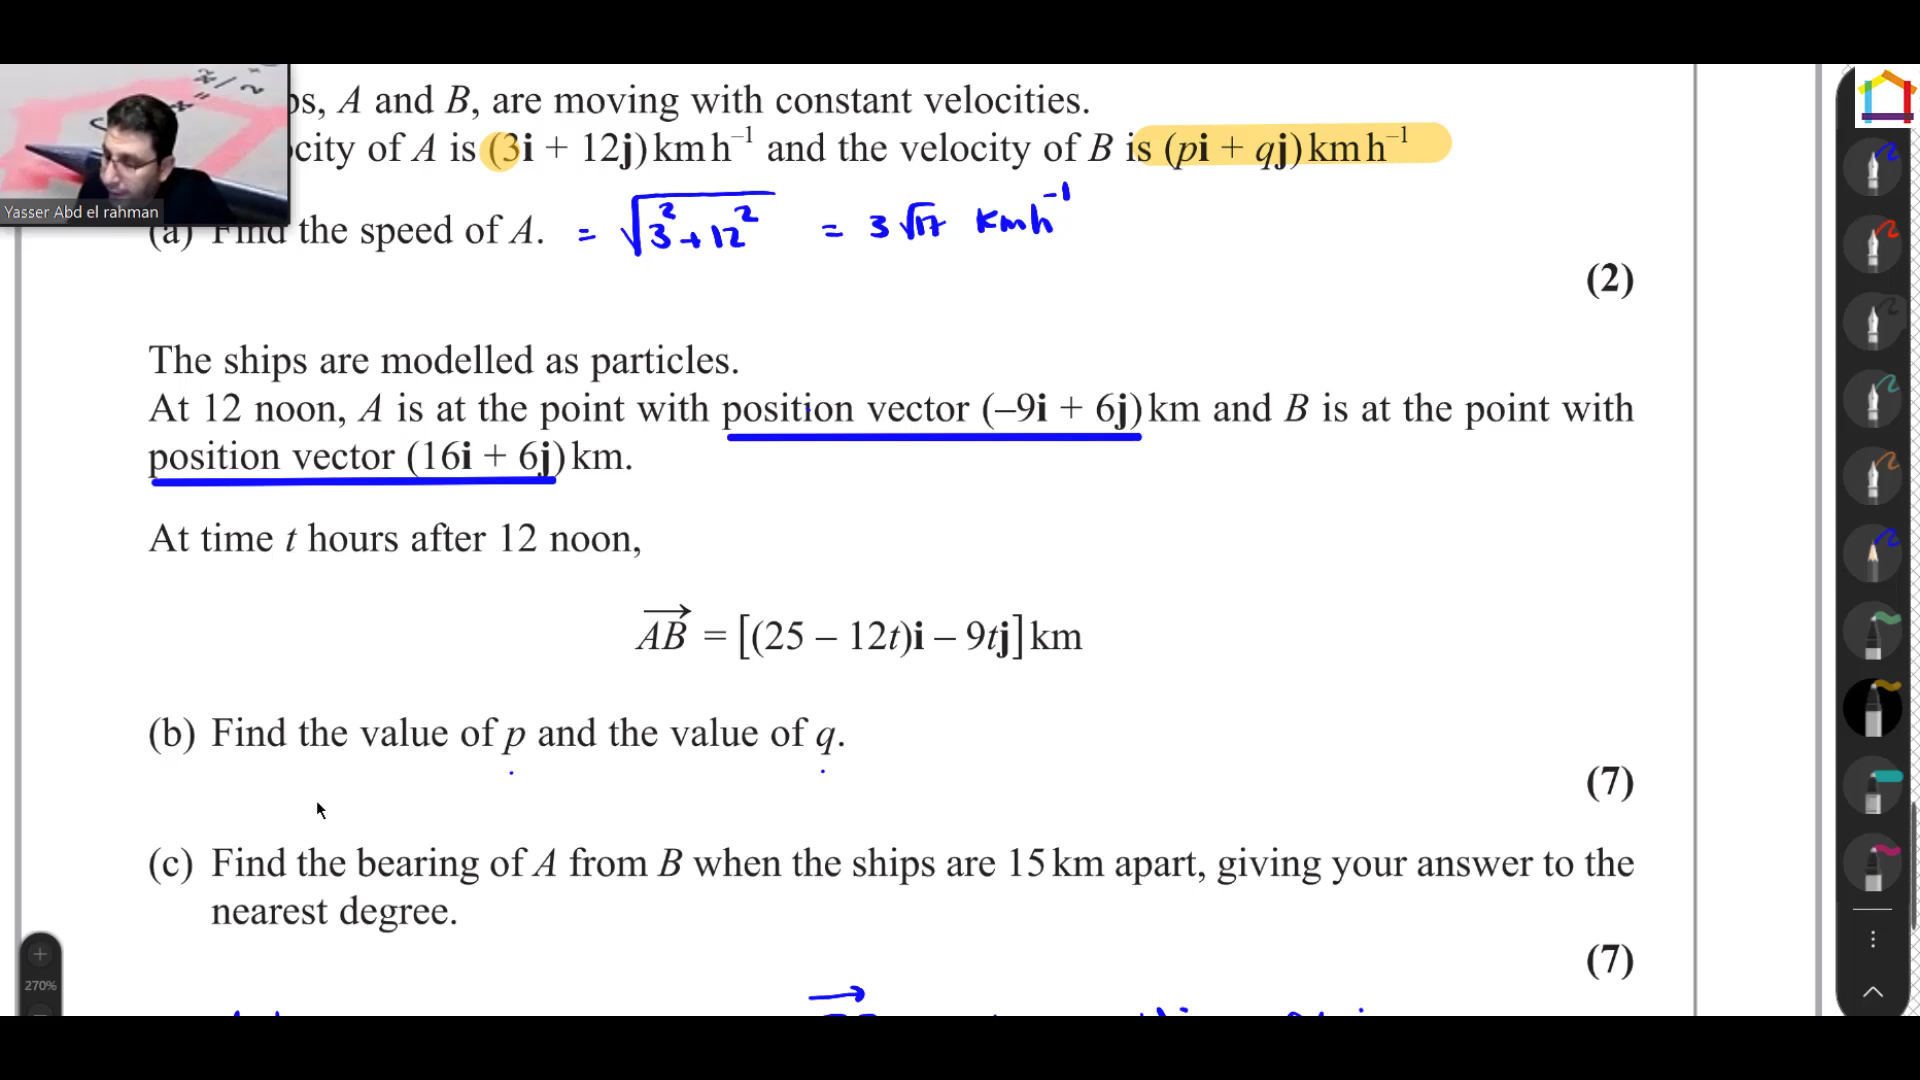 ps, A and B, are moving with constant velocities.
city of A is (3i + 12j) km h⁻¹ and the velocity of B is (pi + qj) km h⁻¹
Yasser Abd el rahman
(a) Find the speed of A. = √(3² + 12²) = 3√17 Kmh⁻¹
(2)
The ships are modelled as particles.
At 12 noon, A is at the point with position vector (–9i + 6j) km and B is at the point with
position vector (16i + 6j) km.
At time t hours after 12 noon,
AB⃗ = [(25 – 12t)i – 9tj] km
(b) Find the value of p and the value of q.
(7)
(c) Find the bearing of A from B when the ships are 15 km apart, giving your answer to the
nearest degree.
(7)
270%